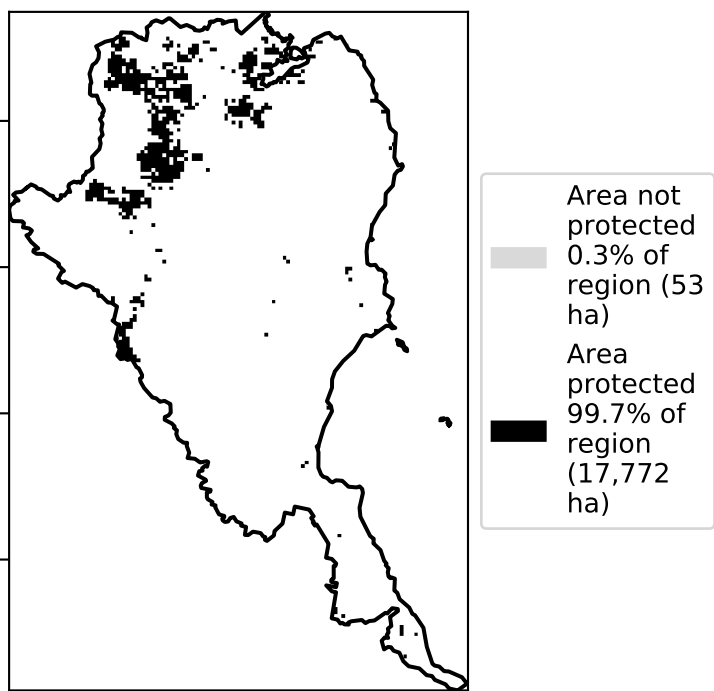 Area not
protected
0.3% of
region (53
ha)
Area
protected
99.7% of
region
(17,772
ha)